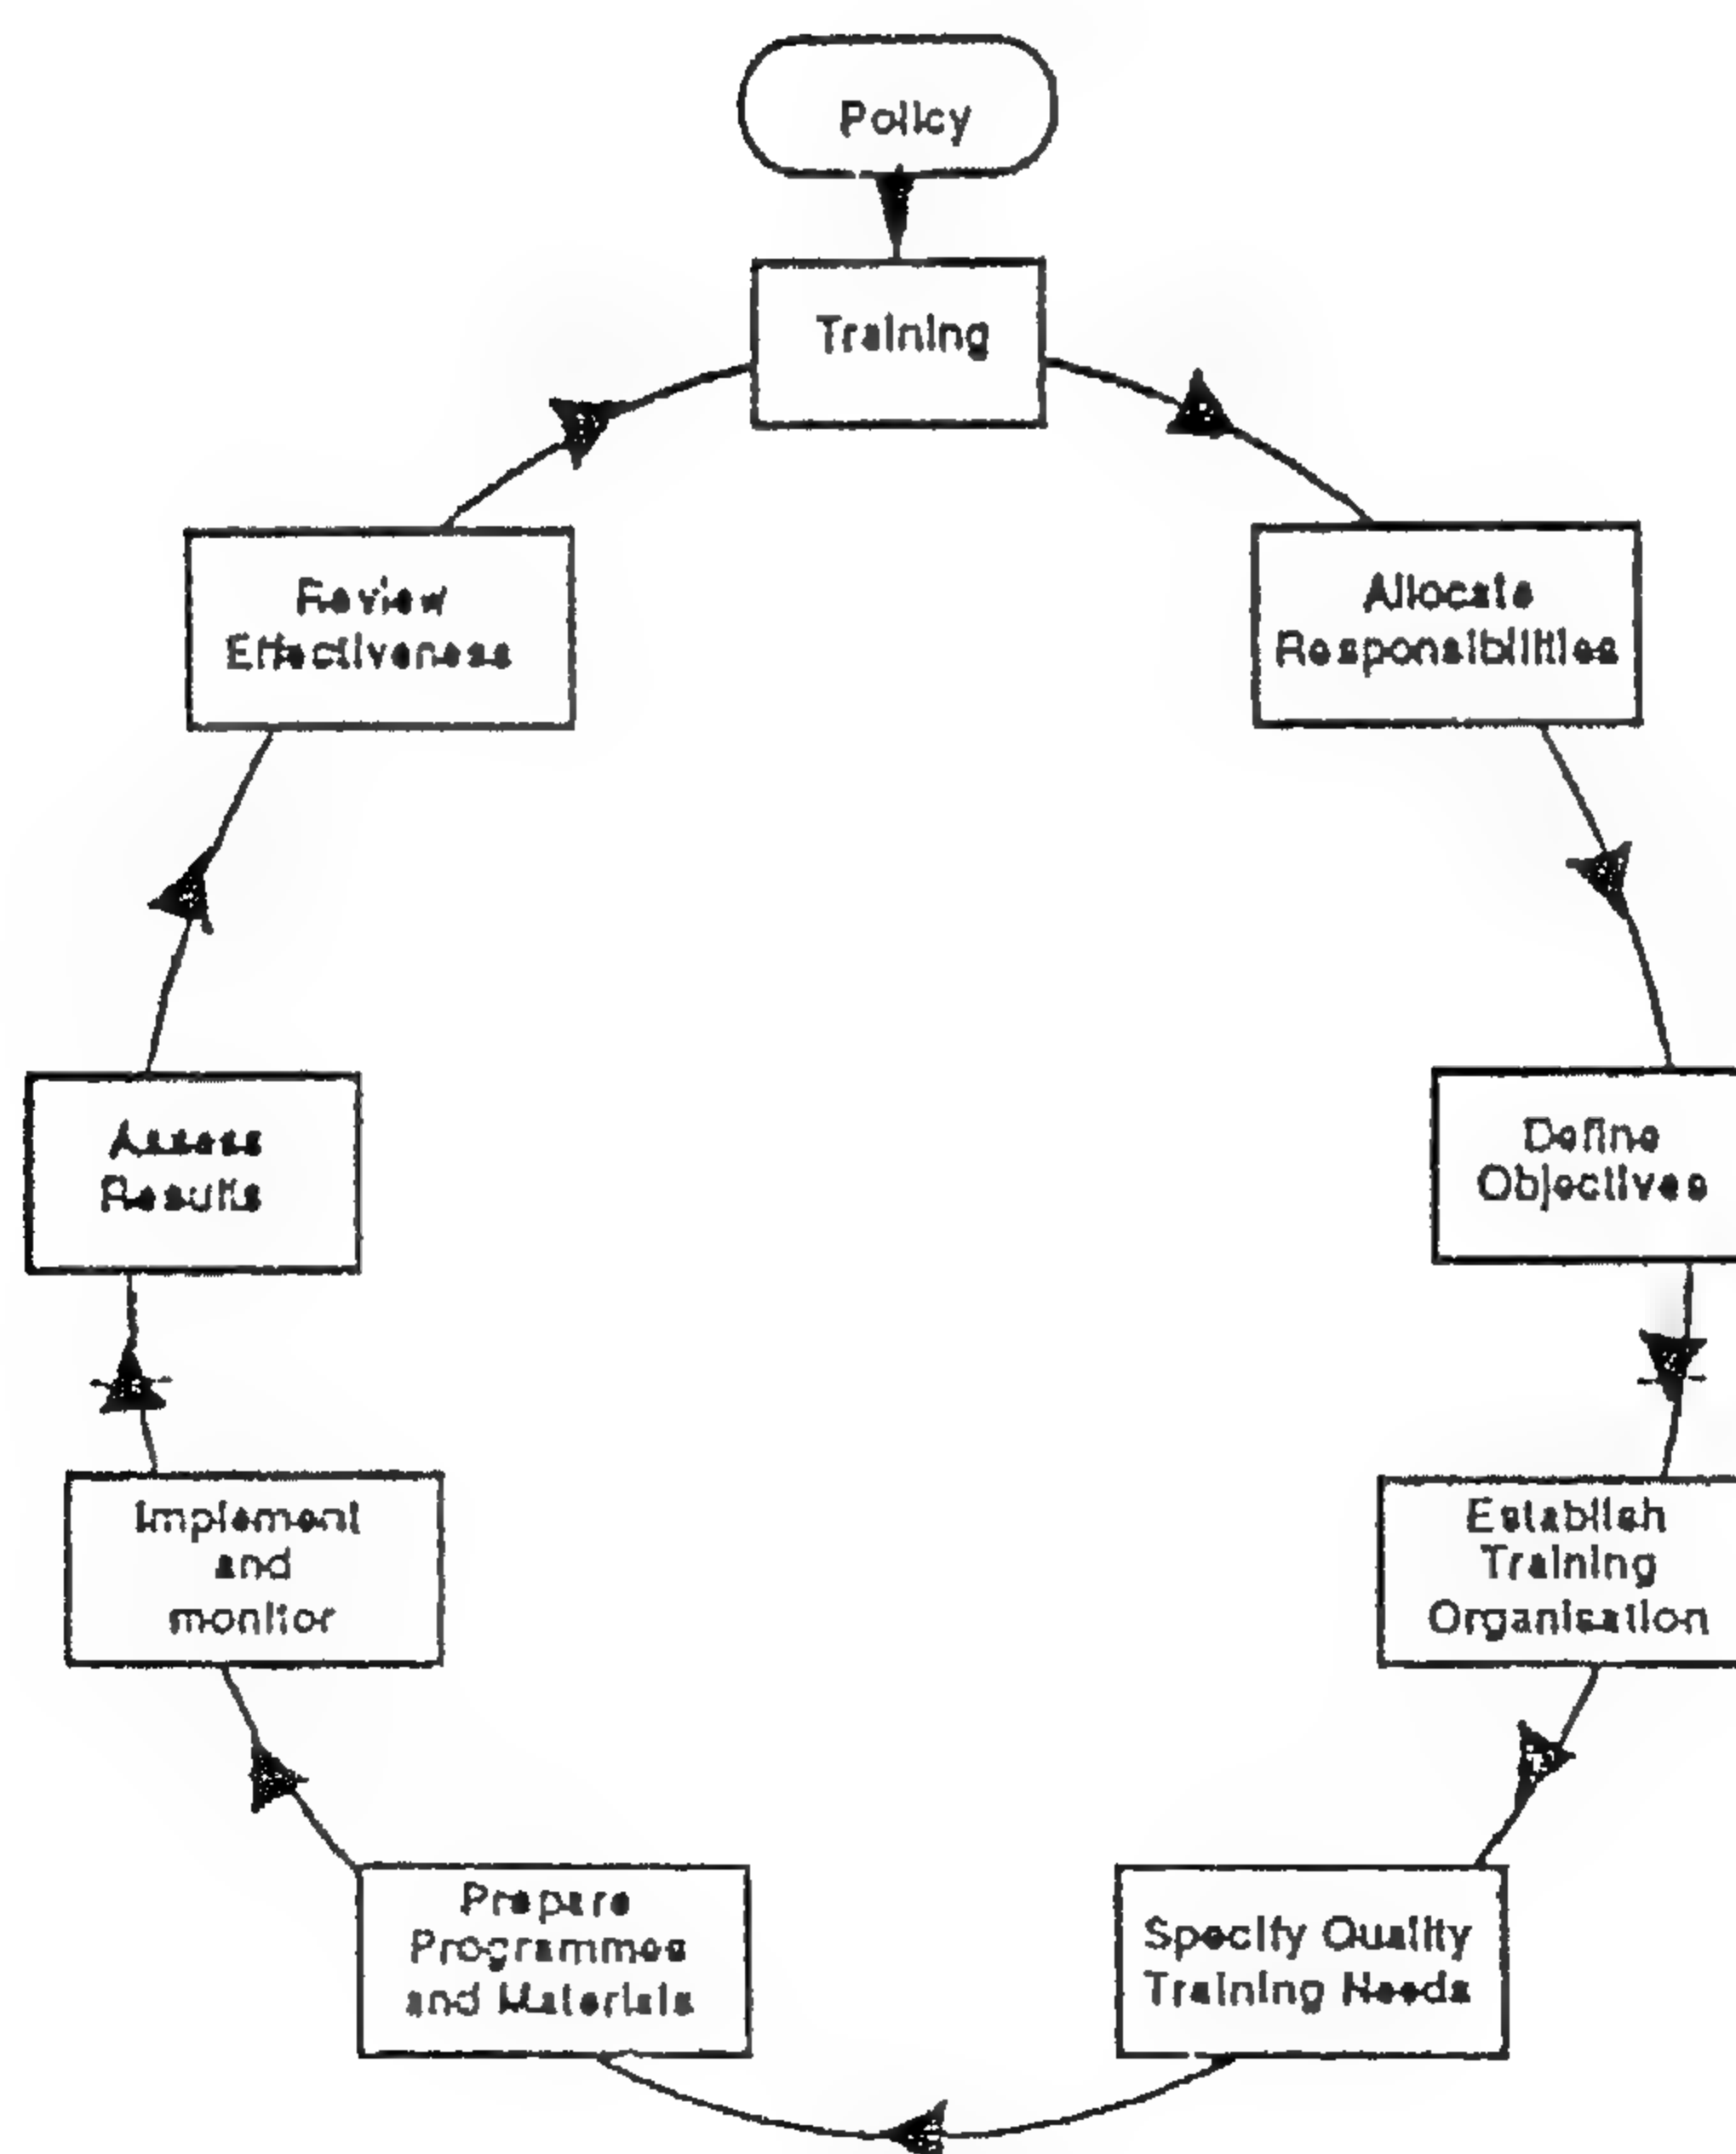 Policy
Training
Allocate
Responsibilities
Define
Objectives
Establish
Training
Organisation
Specify Quality
Training Needs
Prepare
Programmes
and Materials
Implement
and
monitor
Assess
Results
Review
Effectiveness